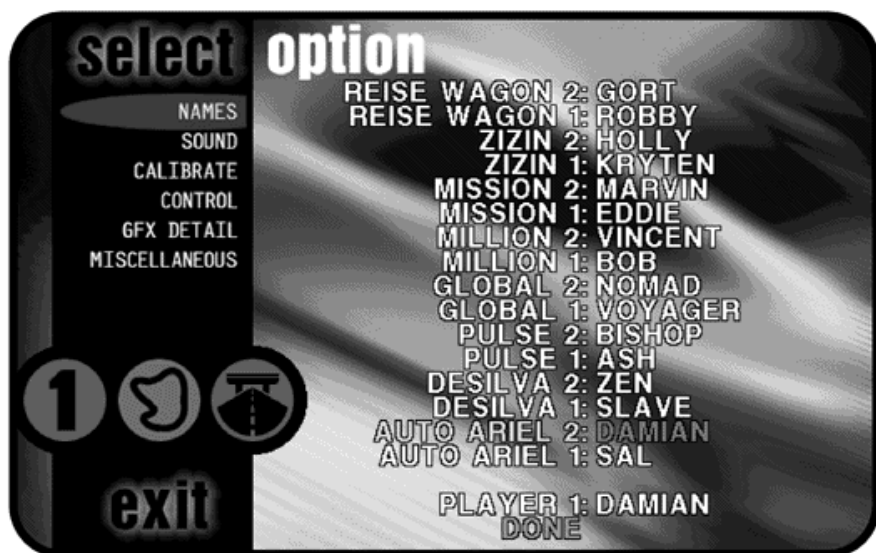 select option
NAMES
SOUND
CALIBRATE
CONTROL
GFX DETAIL
MISCELLANEOUS
1
exit
REISE WAGON 2: GORT
REISE WAGON 1: ROBBY
ZIZIN 2: HOLLY
ZIZIN 1: KRYTEN
MISSION 2: MARVIN
MISSION 1: EDDIE
MILLION 2: VINCENT
MILLION 1: BOB
GLOBAL 2: NOMAD
GLOBAL 1: VOYAGER
PULSE 2: BISHOP
PULSE 1: ASH
DESILVA 2: ZEN
DESILVA 1: SLAVE
AUTO ARIEL 2: DAMIAN
AUTO ARIEL 1: SAL
PLAYER 1: DAMIAN
DONE